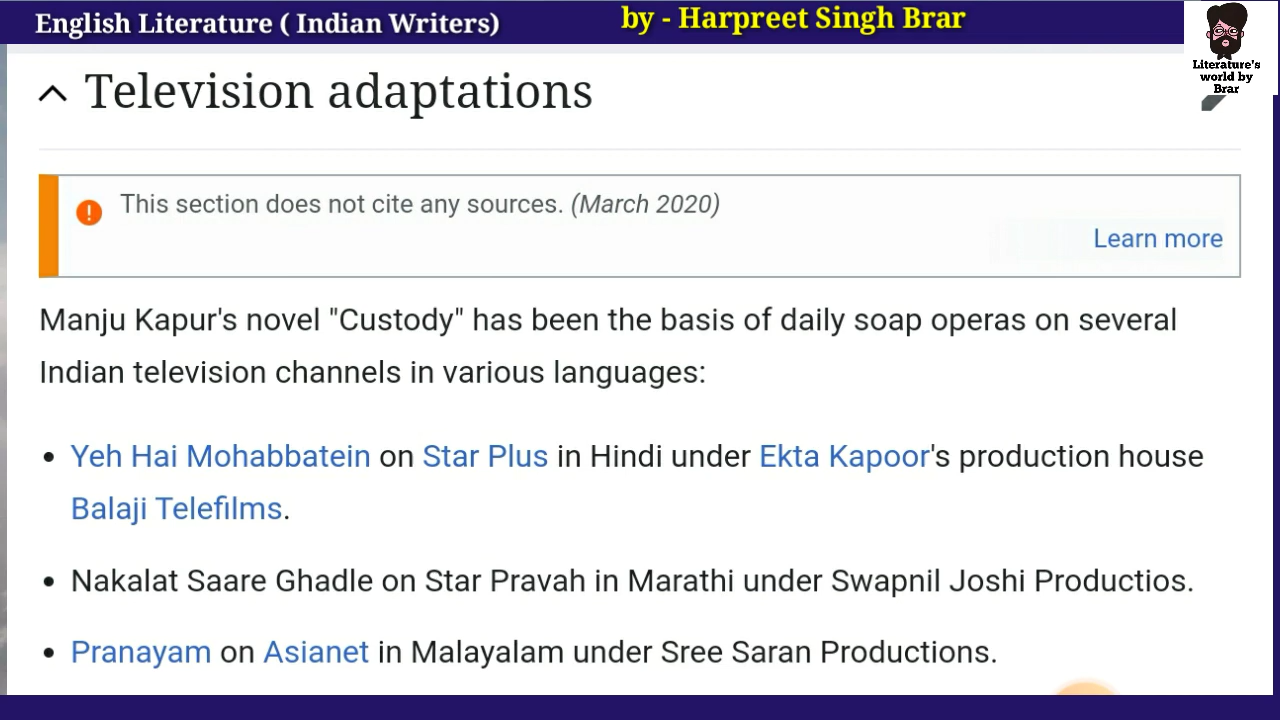 English Literature ( Indian Writers)
by - Harpreet Singh Brar
Literature's
world by
Brar
Television adaptations
This section does not cite any sources. (March 2020)
Learn more
Manju Kapur's novel "Custody" has been the basis of daily soap operas on several
Indian television channels in various languages:
• Yeh Hai Mohabbatein on Star Plus in Hindi under Ekta Kapoor's production house
Balaji Telefilms.
• Nakalat Saare Ghadle on Star Pravah in Marathi under Swapnil Joshi Productios.
• Pranayam on Asianet in Malayalam under Sree Saran Productions.